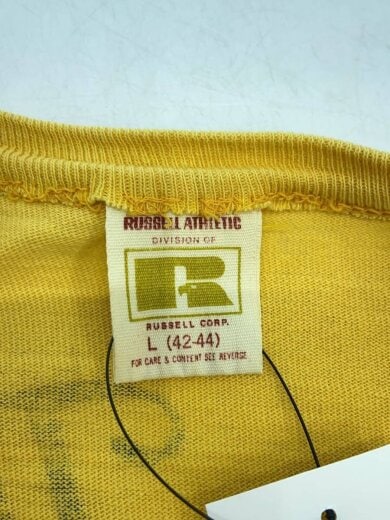 RUSSELL ATHLETIC
DIVISION OF
R
RUSSELL CORP.
L (42-44)
FOR CARE & CONTENT SEE REVERSE